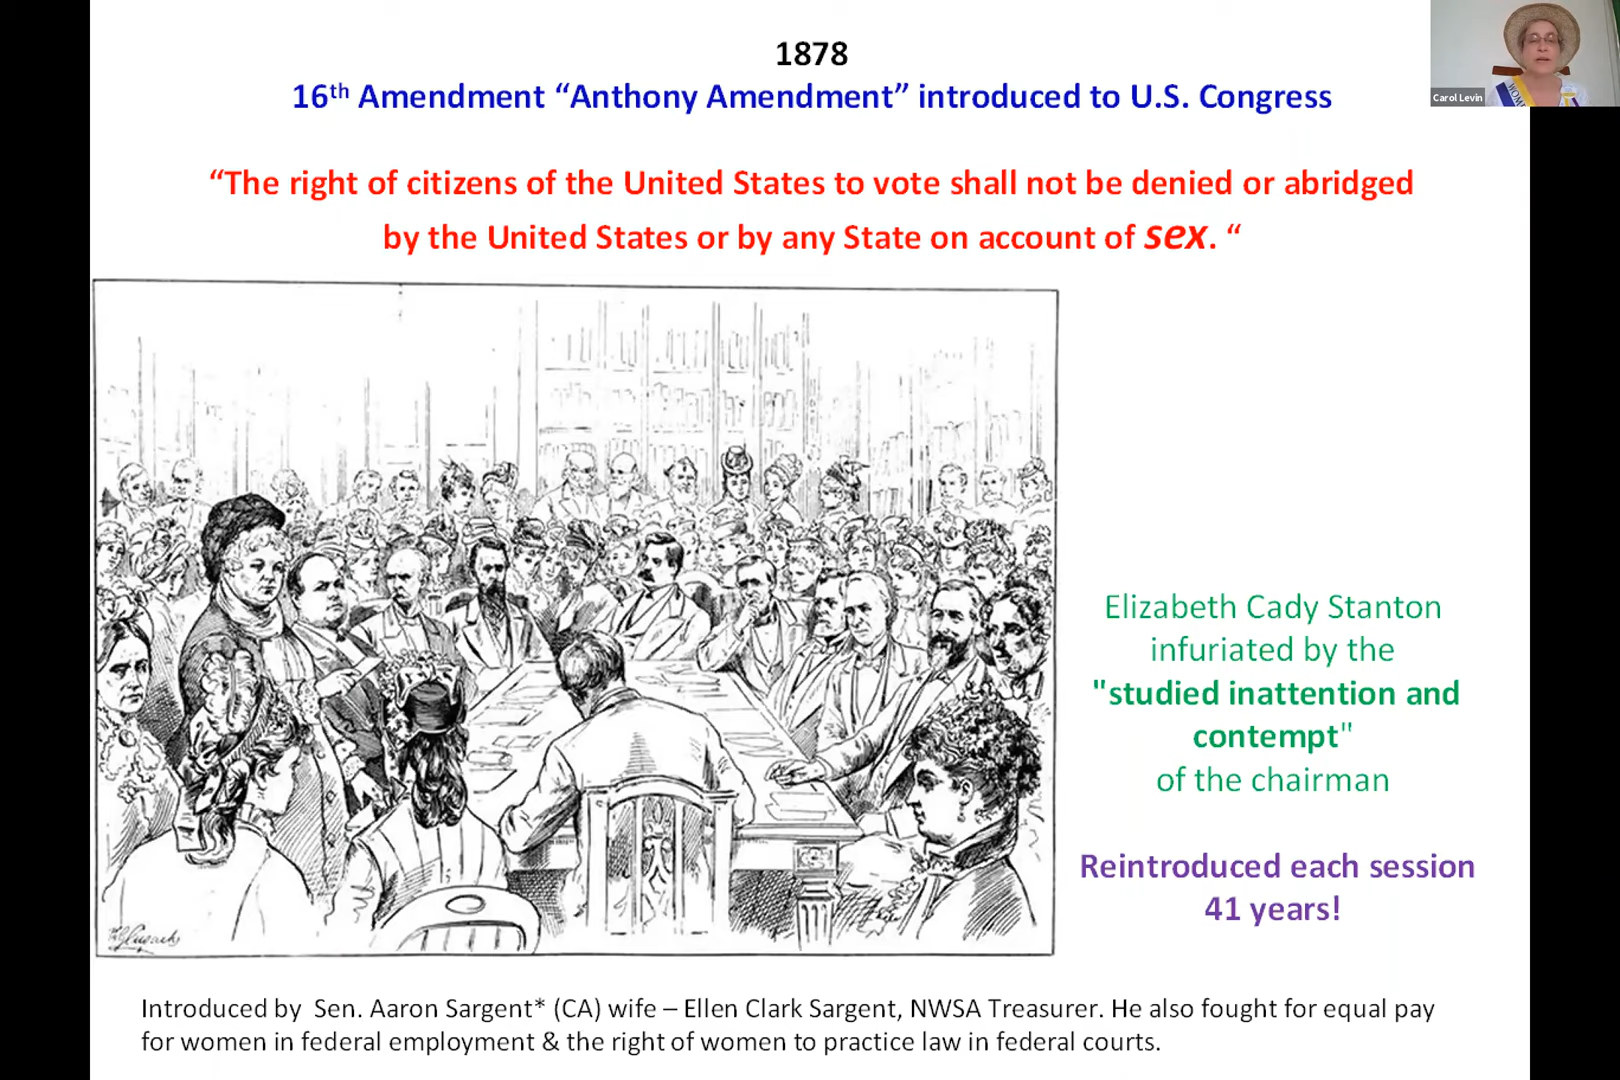 1878
16th Amendment “Anthony Amendment” introduced to U.S. Congress
Carol Levin
“The right of citizens of the United States to vote shall not be denied or abridged
by the United States or by any State on account of sex. “
Elizabeth Cady Stanton
infuriated by the
"studied inattention and
contempt"
of the chairman
Reintroduced each session
41 years!
Introduced by Sen. Aaron Sargent* (CA) wife – Ellen Clark Sargent, NWSA Treasurer. He also fought for equal pay
for women in federal employment & the right of women to practice law in federal courts.